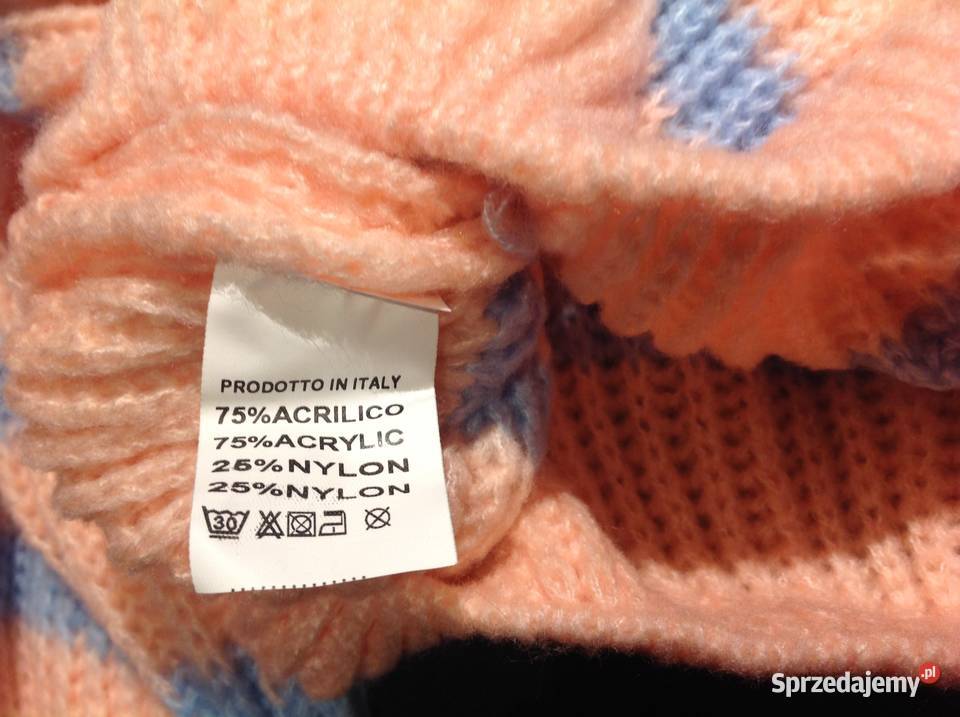 PRODOTTO IN ITALY
75%ACRILICO
75%ACRYLIC
25%NYLON
25%NYLON
30
Sprzedajemy.pl